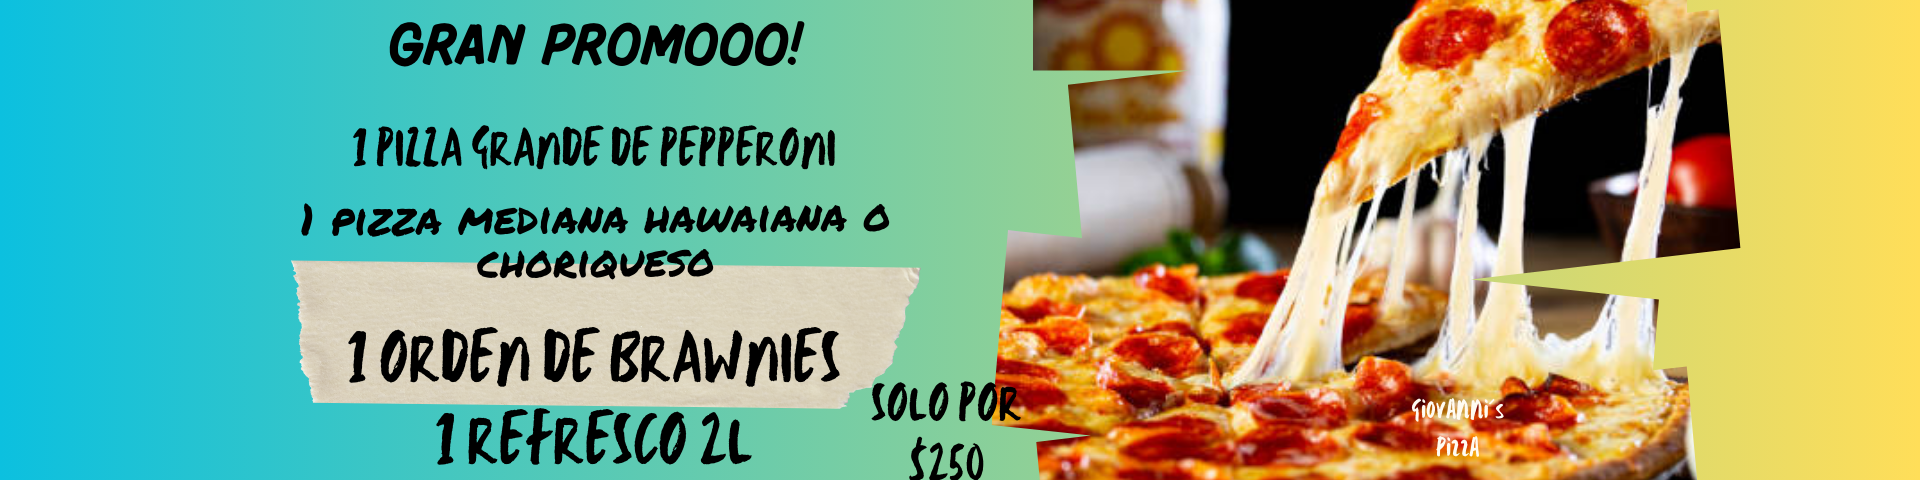 GRAN PROMOOO!
1 PIZZA GRANDE DE PEPPERONI
1 PIZZA MEDIANA HAWAIANA O
CHORIQUESO
1 ORDEN DE BRAWNIES
1 REFRESCO 2L
SOLO POR
$250
GIOVANNI´S
PIZZA